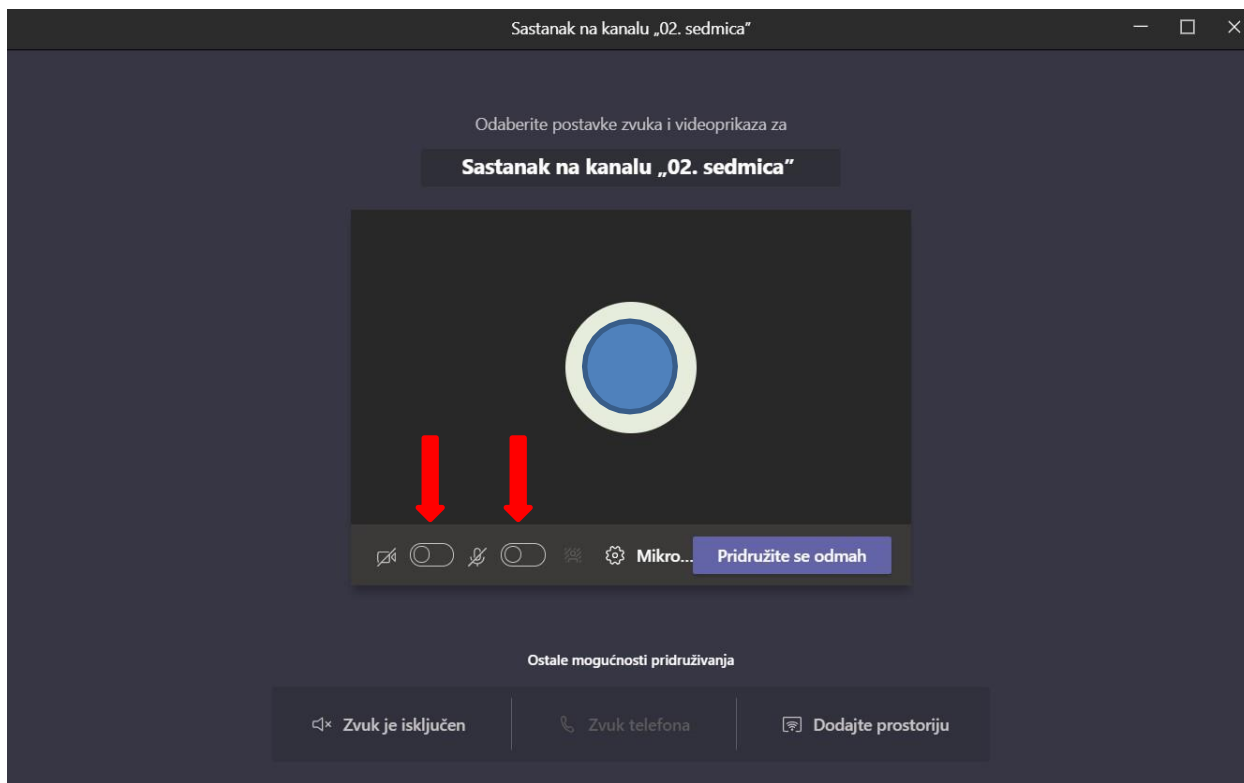 Sastanak na kanalu „02. sedmica”
Odaberite postavke zvuka i videoprikaza za
Sastanak na kanalu „02. sedmica”
Mikro... Pridružite se odmah
Ostale mogućnosti pridruživanja
Zvuk je isključen Zvuk telefona Dodajte prostoriju